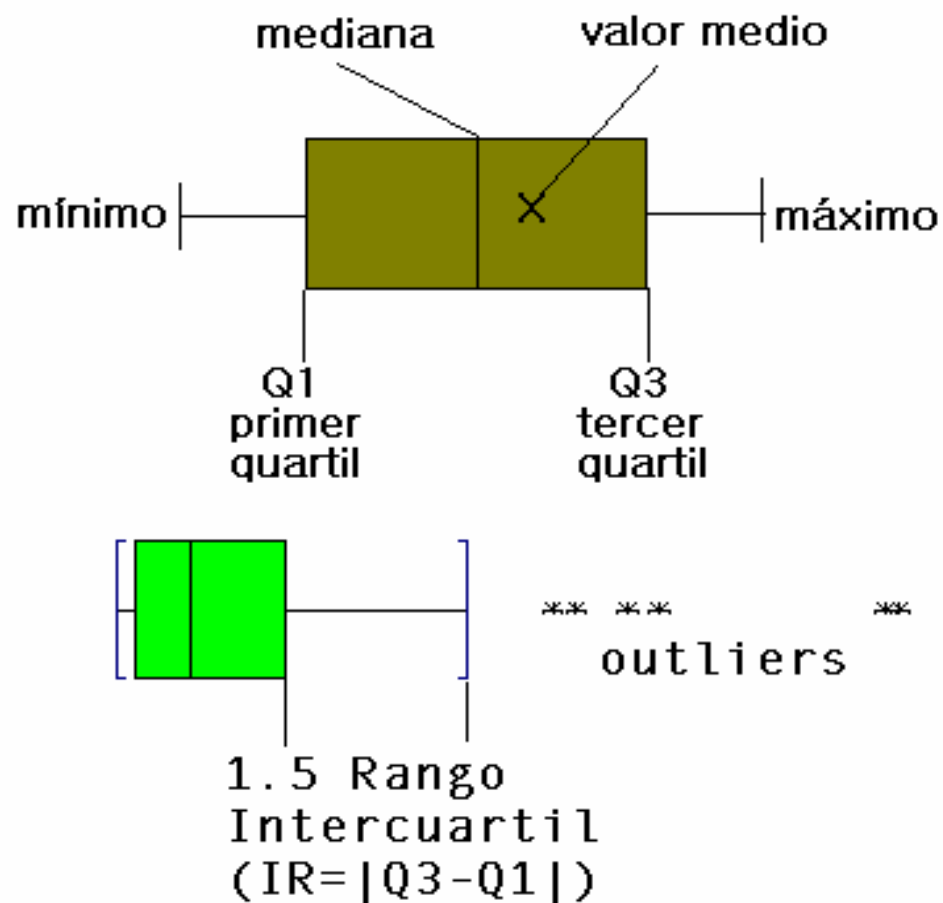 mediana valor medio
mínimo máximo
Q1
primer
quartil
Q3
tercer
quartil
** ** **
outliers
1.5 Rango
Intercuartil
(IR=|Q3-Q1|)